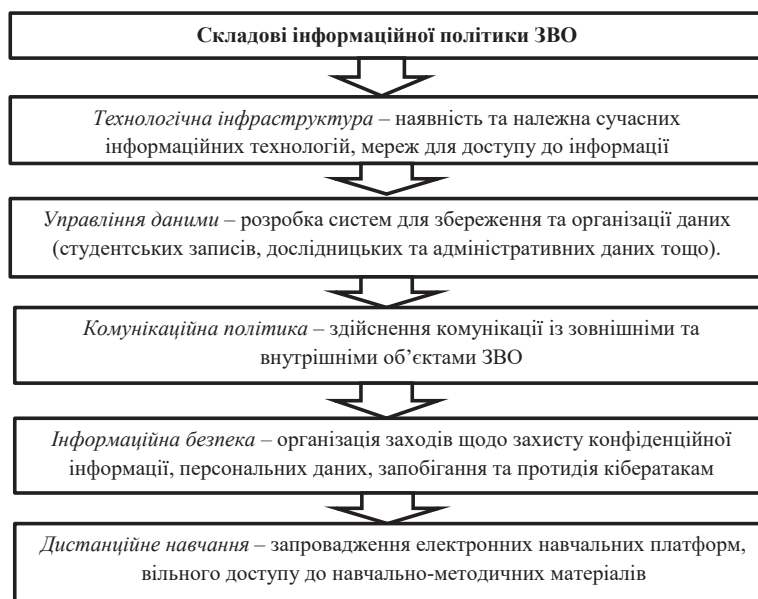 Складові інформаційної політики ЗВО
Технологічна інфраструктура – наявність та належна сучасних
інформаційних технологій, мереж для доступу до інформації
Управління даними – розробка систем для збереження та організації даних
(студентських записів, дослідницьких та адміністративних даних тощо).
Комунікаційна політика – здійснення комунікації із зовнішніми та
внутрішніми об’єктами ЗВО
Інформаційна безпека – організація заходів щодо захисту конфіденційної
інформації, персональних даних, запобігання та протидія кібератакам
Дистанційне навчання – запровадження електронних навчальних платформ,
вільного доступу до навчально-методичних матеріалів